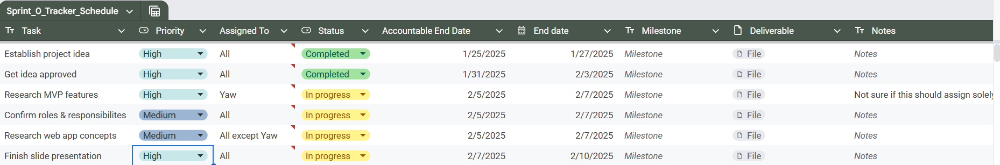 Sprint_0_Tracker_Schedule
Task Priority Assigned To Status Accountable End Date End date Milestone Deliverable Notes
Establish project idea High All Completed 1/25/2025 1/27/2025 Milestone File Notes
Get idea approved High All Completed 1/31/2025 2/3/2025 Milestone File Notes
Research MVP features High Yaw In progress 2/5/2025 2/7/2025 Milestone File Not sure if this should assign solely
Confirm roles & responsibilites Medium All In progress 2/5/2025 2/7/2025 Milestone File Notes
Research web app concepts Medium All except Yaw In progress 2/5/2025 2/7/2025 Milestone File Notes
Finish slide presentation High All In progress 2/7/2025 2/10/2025 Milestone File Notes